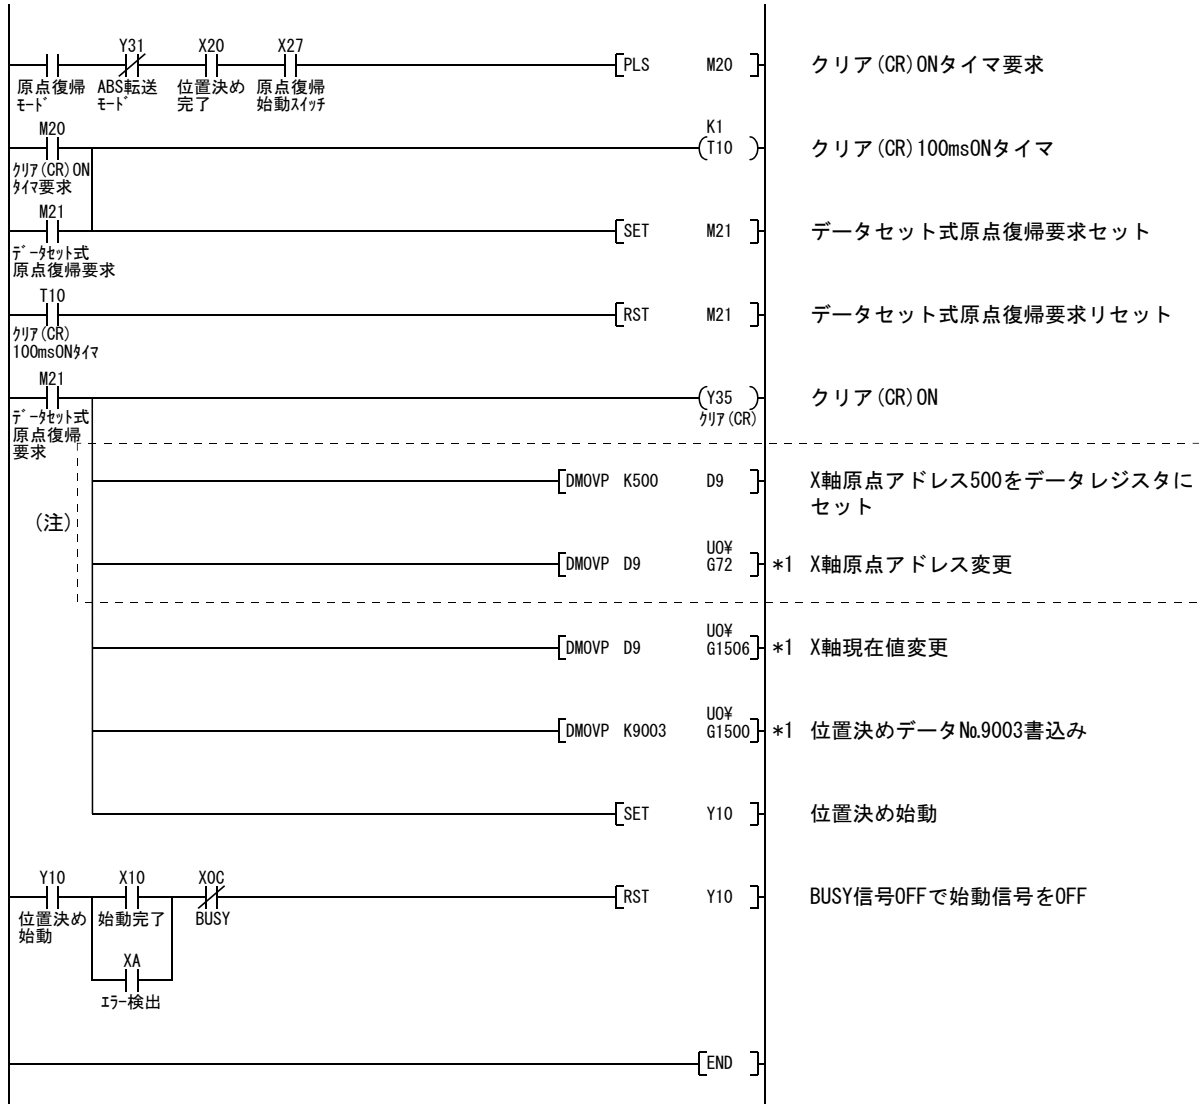 Y31 X20 X27
PLS M20 クリア(CR)ONタイマ要求
原点復帰 ABS転送 位置決め 原点復帰
モード モード 完了 始動スイッチ
M20 K1
T10 クリア(CR)100msONタイマ
クリア(CR)ON
タイマ要求
M21
SET M21 データセット式原点復帰要求セット
データセット式
原点復帰要求
T10
RST M21 データセット式原点復帰要求リセット
クリア(CR)
100msONタイマ
M21
Y35 クリア(CR)ON
データセット式 クリア(CR)
原点復帰
要求
DMOVP K500 D9 X軸原点アドレス500をデータレジスタに
セット
(注)
U0¥
DMOVP D9 G72 *1 X軸原点アドレス変更
U0¥
DMOVP D9 G1506 *1 X軸現在値変更
U0¥
DMOVP K9003 G1500 *1 位置決めデータ№9003書込み
SET Y10 位置決め始動
Y10 X10 X0C
RST Y10 BUSY信号OFFで始動信号をOFF
位置決め 始動完了 BUSY
始動
XA
エラー検出
END